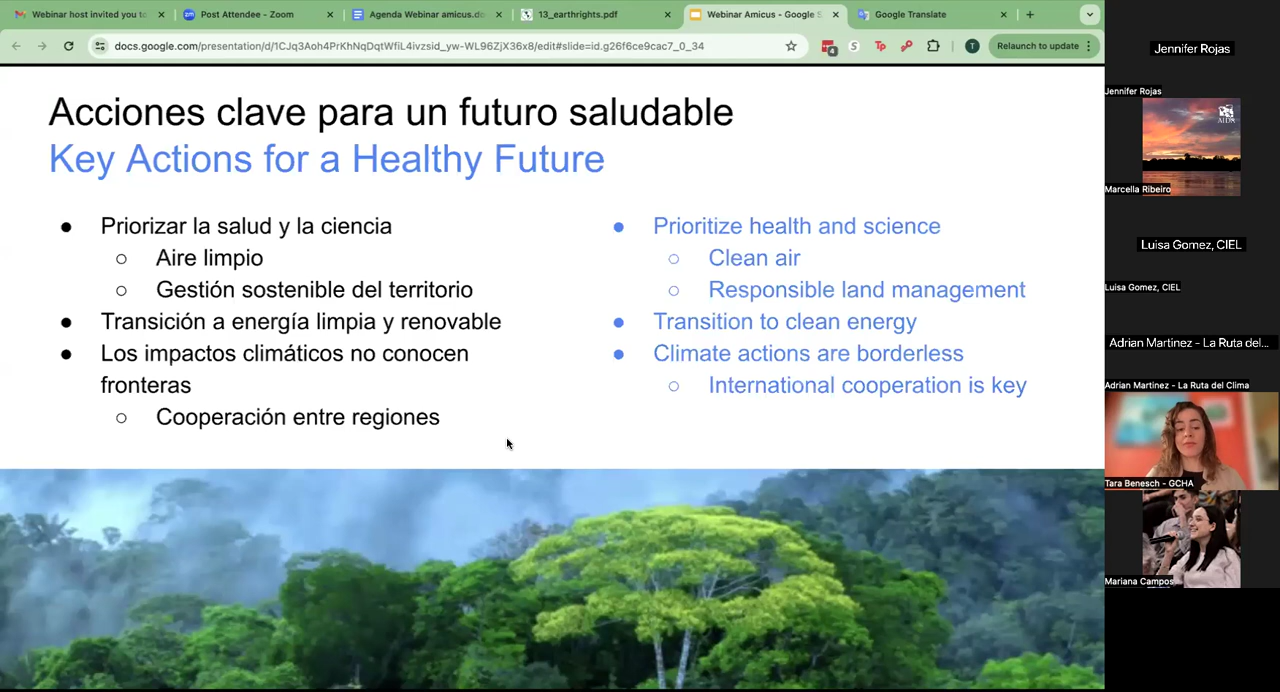 Webinar host invited you to
Post Attendee - Zoom
Agenda Webinar amicus.do
13_earthrights.pdf
Webinar Amicus - Google S
Google Translate
docs.google.com/presentation/d/1CJq3Aoh4PrKhNqDqtWfiL4ivzsid_yw-WL96ZjX36x8/edit#slide=id.g26f6ce9cac7_0_34
4
S
Tp
T
Relaunch to update
Acciones clave para un futuro saludable
Key Actions for a Healthy Future
● Priorizar la salud y la ciencia
○ Aire limpio
○ Gestión sostenible del territorio
● Transición a energía limpia y renovable
● Los impactos climáticos no conocen
fronteras
○ Cooperación entre regiones
● Prioritize health and science
○ Clean air
○ Responsible land management
● Transition to clean energy
● Climate actions are borderless
○ International cooperation is key
Jennifer Rojas
Jennifer Rojas
AIDA
Marcella Ribeiro
Luisa Gomez, CIEL
Luisa Gomez, CIEL
Adrian Martinez - La Ruta del...
Adrian Martinez - La Ruta del Clima
Tara Benesch - GCHA
Mariana Campos